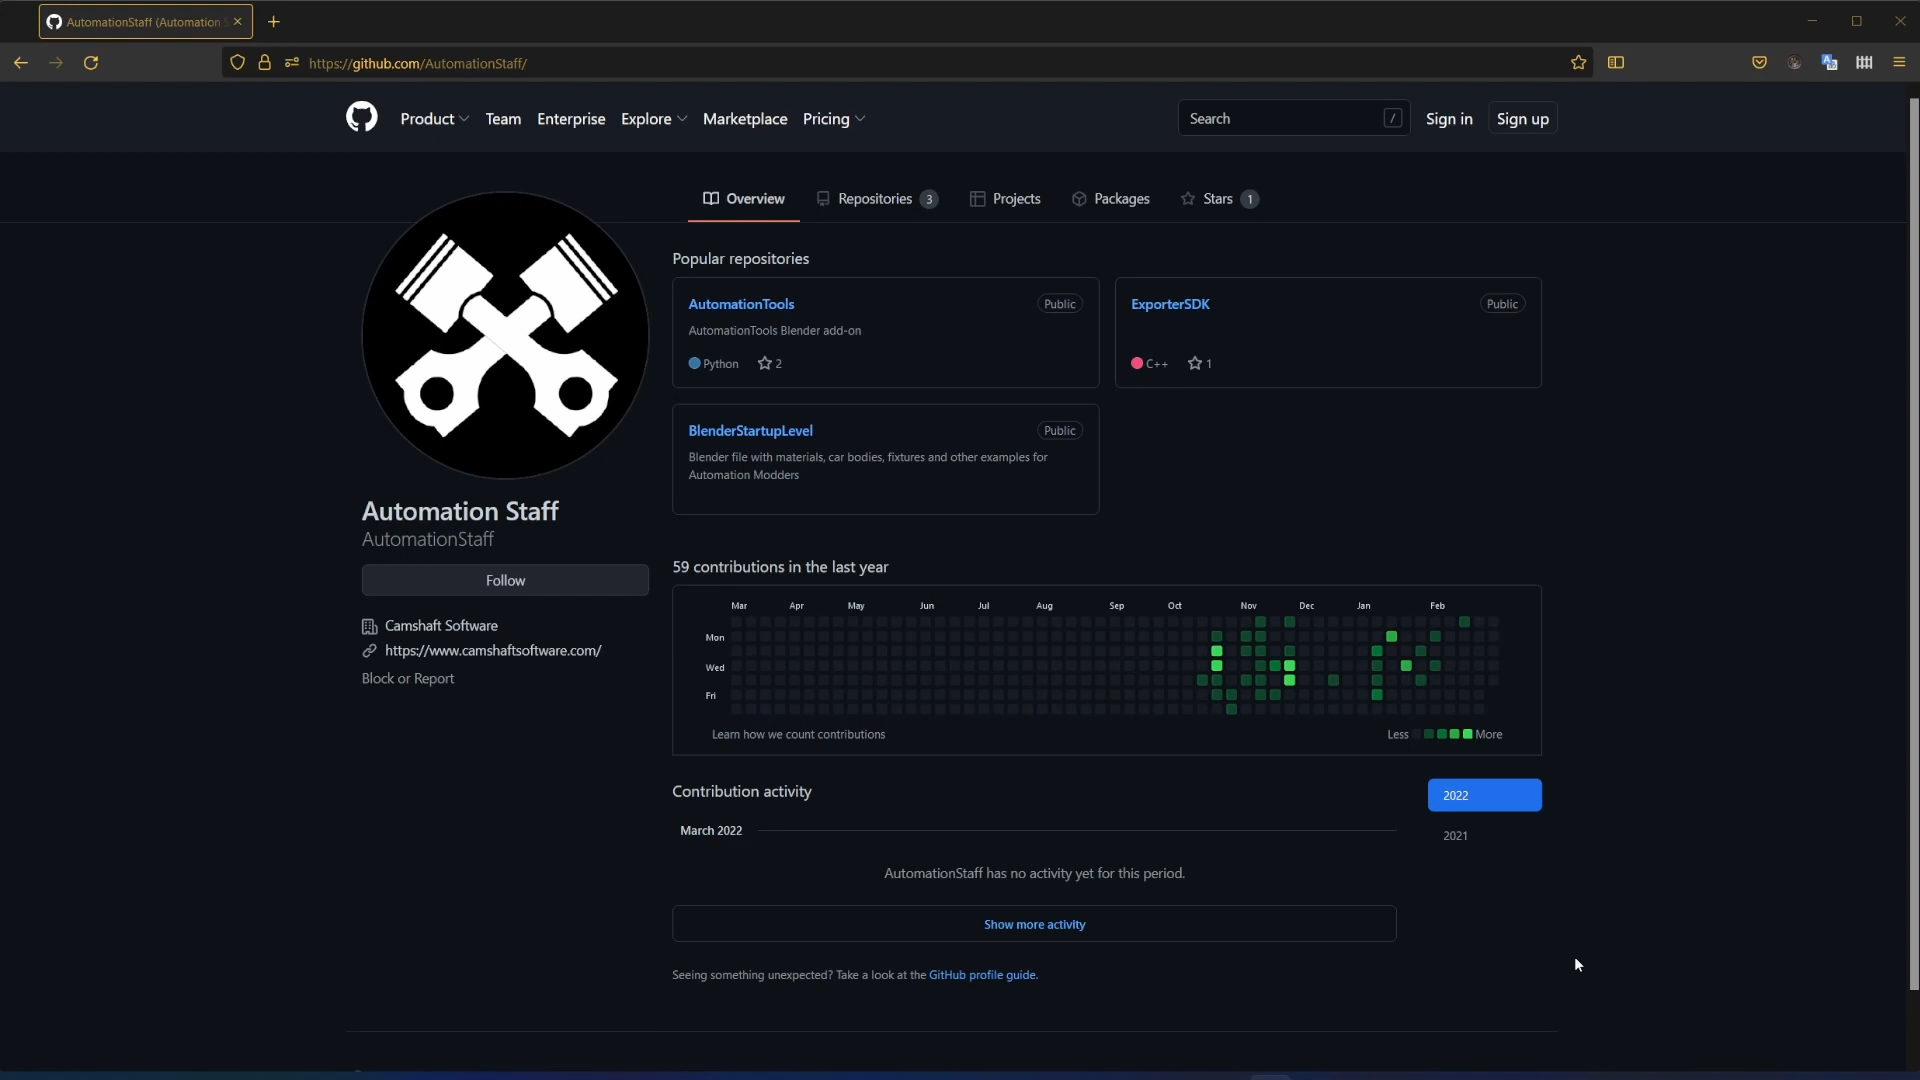 AutomationStaff (Automation S
https://github.com/AutomationStaff/
Product Team Enterprise Explore Marketplace Pricing
Search /
Sign in Sign up
Overview Repositories 3 Projects Packages Stars 1
Popular repositories
AutomationTools Public
AutomationTools Blender add-on
Python 2
ExporterSDK Public
C++ 1
BlenderStartupLevel Public
Blender file with materials, car bodies, fixtures and other examples for
Automation Modders
Automation Staff
AutomationStaff
Follow
Camshaft Software
https://www.camshaftsoftware.com/
Block or Report
59 contributions in the last year
Mar Apr May Jun Jul Aug Sep Oct Nov Dec Jan Feb
Mon
Wed
Fri
Learn how we count contributions
Less More
Contribution activity
2022
2021
March 2022
AutomationStaff has no activity yet for this period.
Show more activity
Seeing something unexpected? Take a look at the GitHub profile guide.